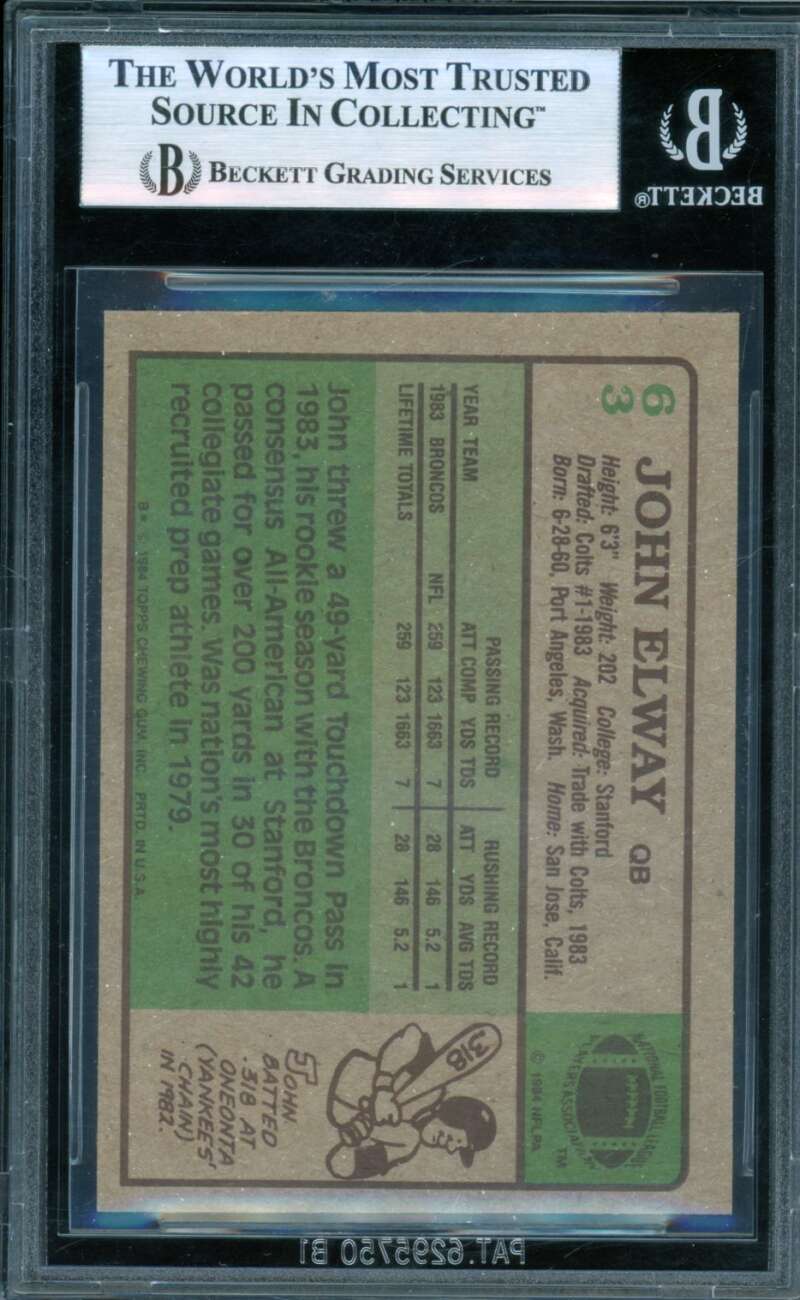 THE WORLD'S MOST TRUSTED
SOURCE IN COLLECTING™
B BECKETT GRADING SERVICES
B
BECKETT®
63
JOHN ELWAY QB
Height: 6'3" Weight: 202 College: Stanford
Drafted: Colts #1-1983 Acquired: Trade with Colts, 1983
Born: 6-28-60, Port Angeles, Wash. Home: San Jose, Calif.
NATIONAL FOOTBALL LEAGUE
PLAYERS ASSOCIATION
TM
© 1984 NFLPA
PASSING RECORD RUSHING RECORD
YEAR TEAM ATT COMP YDS TDS ATT YDS AVG TDS
1983 BRONCOS NFL 259 123 1663 7 28 146 5.2 1
LIFETIME TOTALS 259 123 1663 7 28 146 5.2 1
John threw a 49-yard Touchdown Pass in
1983, his rookie season with the Broncos. A
consensus All-American at Stanford, he
passed for over 200 yards in 30 of his 42
collegiate games. Was nation's most highly
recruited prep athlete in 1979.
B* © 1984 TOPPS CHEWING GUM, INC. PRTD. IN U.S.A.
318
JOHN
BATTED
.318 AT
ONEONTA
(YANKEES'
CHAIN)
IN 1982.
PAT.6295750 B1